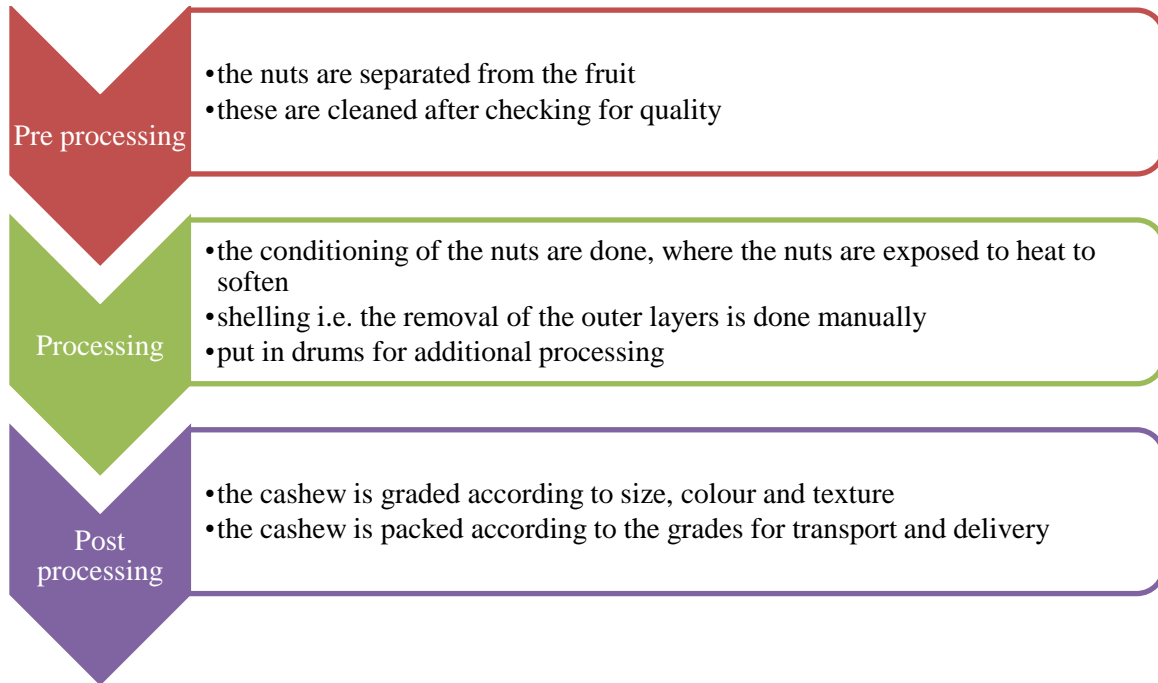 Pre processing
•the nuts are separated from the fruit
•these are cleaned after checking for quality
Processing
•the conditioning of the nuts are done, where the nuts are exposed to heat to
soften
•shelling i.e. the removal of the outer layers is done manually
•put in drums for additional processing
Post
processing
•the cashew is graded according to size, colour and texture
•the cashew is packed according to the grades for transport and delivery